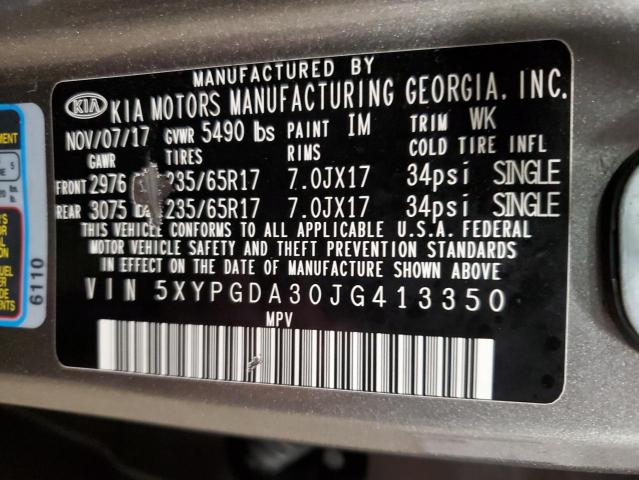 MANUFACTURED BY
KIA KIA MOTORS MANUFACTURING GEORGIA, INC.
NOV/07/17 GVWR 5490 lbs PAINT IM TRIM WK
GAWR TIRES RIMS COLD TIRE INFL
FRONT 2976 235/65R17 7.0JX17 34psi SINGLE
REAR 3075 235/65R17 7.0JX17 34psi SINGLE
THIS VEHICLE CONFORMS TO ALL APPLICABLE U.S.A. FEDERAL
MOTOR VEHICLE SAFETY AND THEFT PREVENTION STANDARDS
IN EFFECT ON THE DATE OF MANUFACTURE SHOWN ABOVE
VIN 5XYPGDA30JG413350
MPV
6110